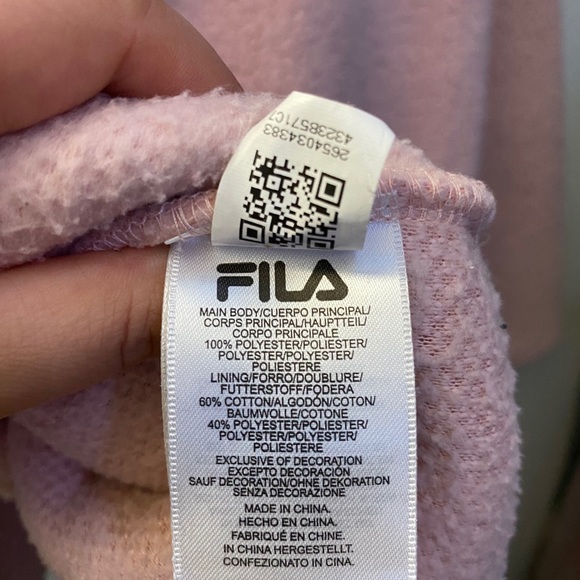 2654034383
43238571C7
FILA
MAIN BODY/CUERPO PRINCIPAL/
CORPS PRINCIPAL/HAUPTTEIL/
CORPO PRINCIPALE
100% POLYESTER/POLIESTER/
POLYESTER/POLYESTER/
POLIESTERE
LINING/FORRO/DOUBLURE/
FUTTERSTOFF/FODERA
60% COTTON/ALGODÓN/COTON/
BAUMWOLLE/COTONE
40% POLYESTER/POLIESTER/
POLYESTER/POLYESTER/
POLIESTERE
EXCLUSIVE OF DECORATION
EXCEPTO DECORACIÓN
SAUF DECORATION/OHNE DEKORATION
SENZA DECORAZIONE
MADE IN CHINA.
HECHO EN CHINA.
FABRIQUÉ EN CHINE.
IN CHINA HERGESTELLT.
CONFEZIONATO IN CINA.